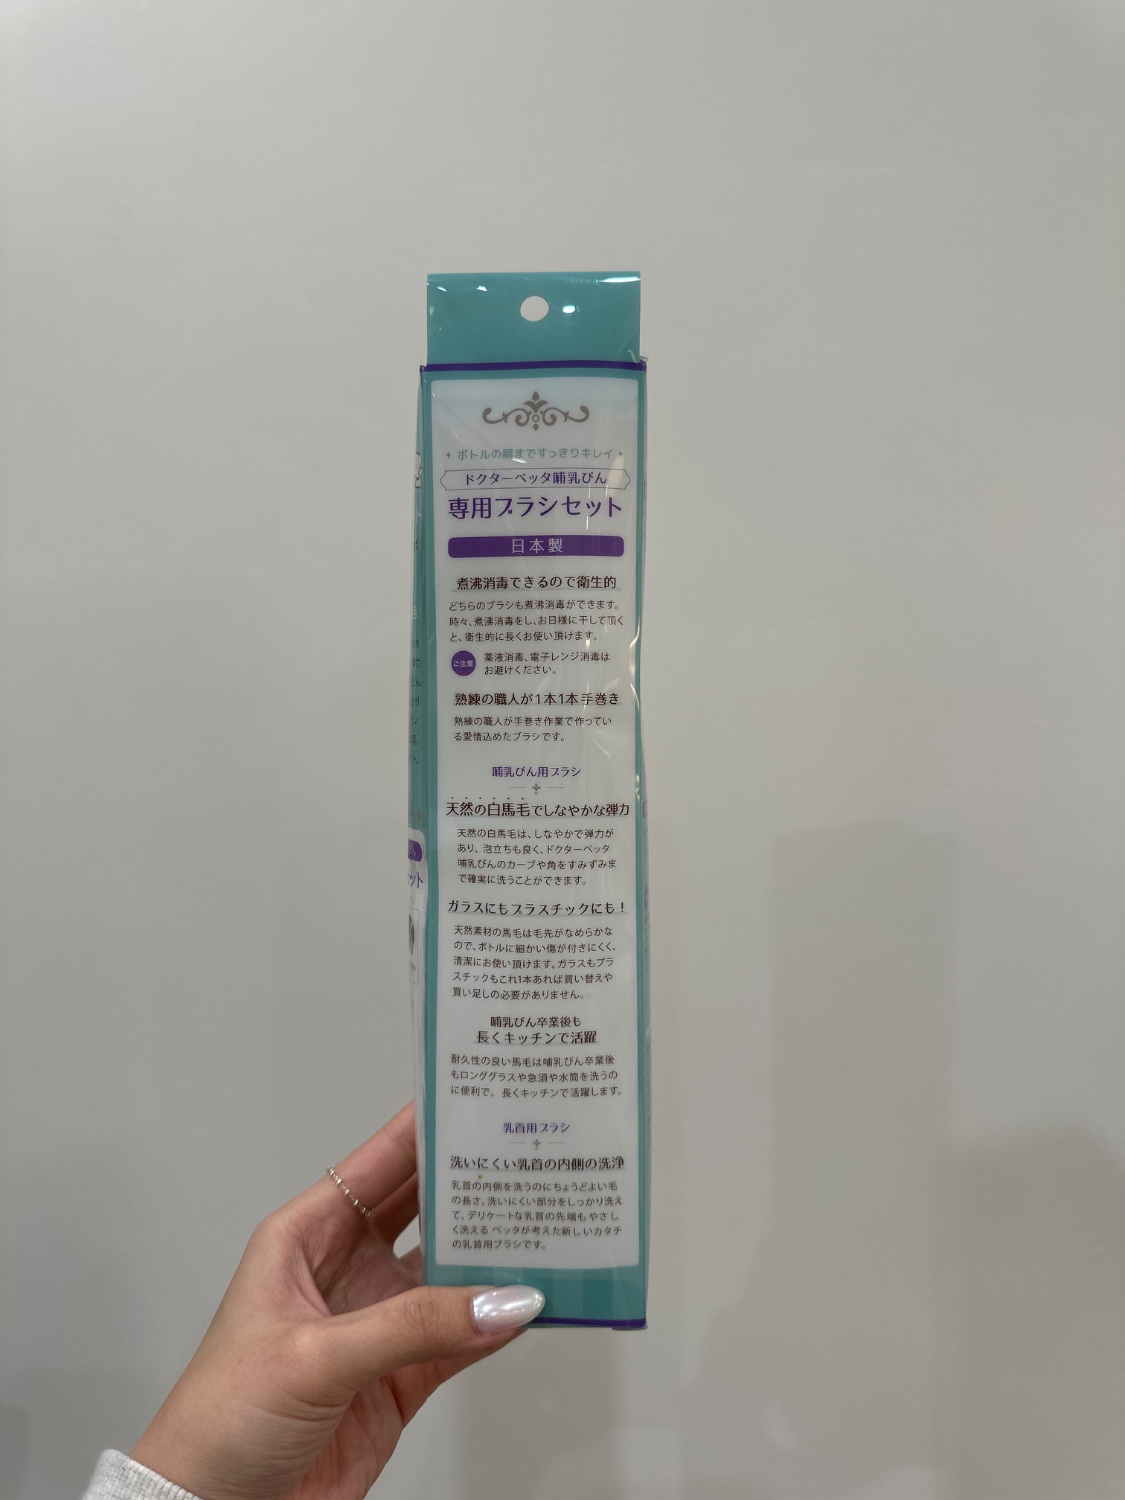 ボトルの隅まですっきりキレイ
ドクターベッタ哺乳びん
専用ブラシセット
日本製
煮沸消毒できるので衛生的
どちらのブラシも煮沸消毒ができます。
時々、煮沸消毒をし、お日様に干して頂く
と、衛生的に長くお使い頂けます。
ご注意
薬液消毒、電子レンジ消毒は
お避けください。
熟練の職人が1本1本手巻き
熟練の職人が手巻き作業で作ってい
る愛情込めたブラシです。
哺乳びん用ブラシ
天然の白馬毛でしなやかな弾力
天然の白馬毛は、しなやかで弾力が
あり、泡立ちも良く、ドクターベッタ
哺乳びんのカーブや角をすみずみま
で確実に洗うことができます。
ガラスにもプラスチックにも！
天然素材の馬毛は毛先がなめらかな
ので、ボトルに細かい傷が付きにくく、
清潔にお使い頂けます。ガラスもプラ
スチックもこれ1本あれば買い替えや
買い足しの必要がありません。
哺乳びん卒業後も
長くキッチンで活躍
耐久性の良い馬毛は哺乳びん卒業後
もロンググラスや急須や水筒を洗うの
に便利で、長くキッチンで活躍します。
乳首用ブラシ
洗いにくい乳首の内側の洗浄
乳首の内側を洗うのにちょうどよい毛
の長さ。洗いにくい部分をしっかり洗え
て、デリケートな乳首の先端もやさし
く洗える ベッタが考えた新しいカタチ
の乳首用ブラシです。